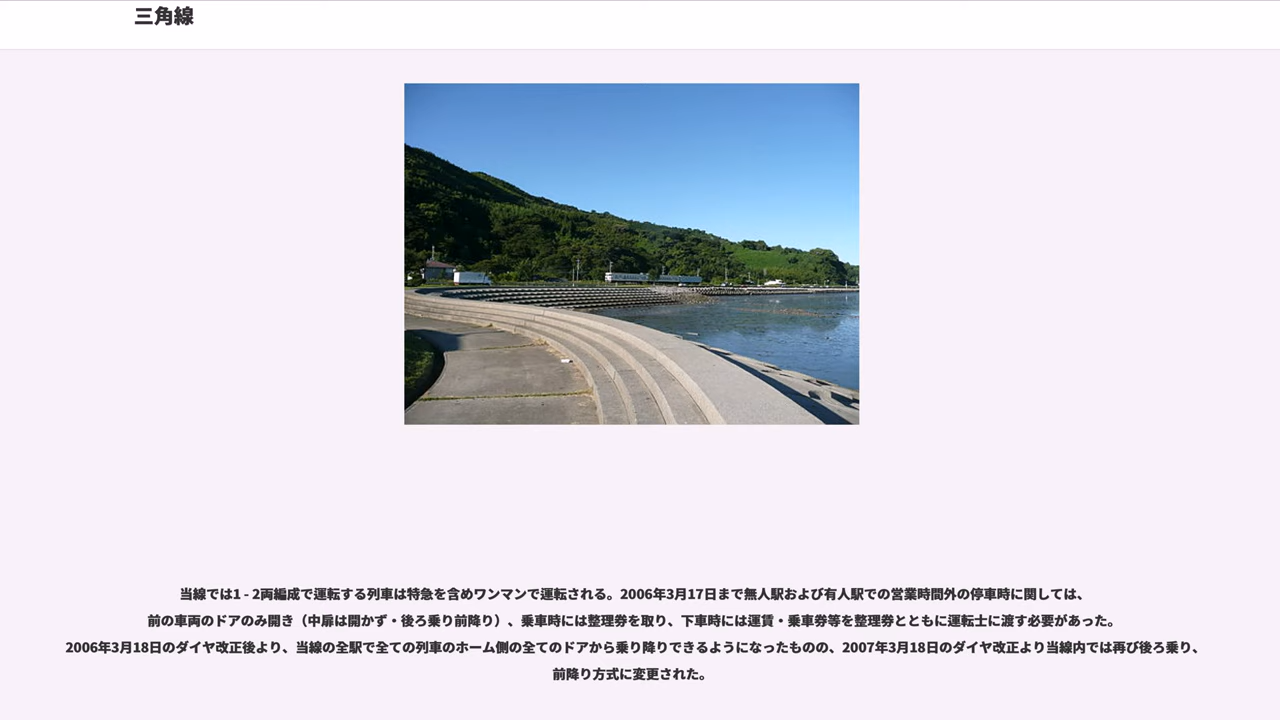 三角線
当線では1 - 2両編成で運転する列車は特急を含めワンマンで運転される。2006年3月17日まで無人駅および有人駅での営業時間外の停車時に関しては、
前の車両のドアのみ開き（中扉は開かず・後ろ乗り前降り）、乗車時には整理券を取り、下車時には運賃・乗車券等を整理券とともに運転士に渡す必要があった。
2006年3月18日のダイヤ改正後より、当線の全駅で全ての列車のホーム側の全てのドアから乗り降りできるようになったものの、2007年3月18日のダイヤ改正より当線内では再び後ろ乗り、
前降り方式に変更された。